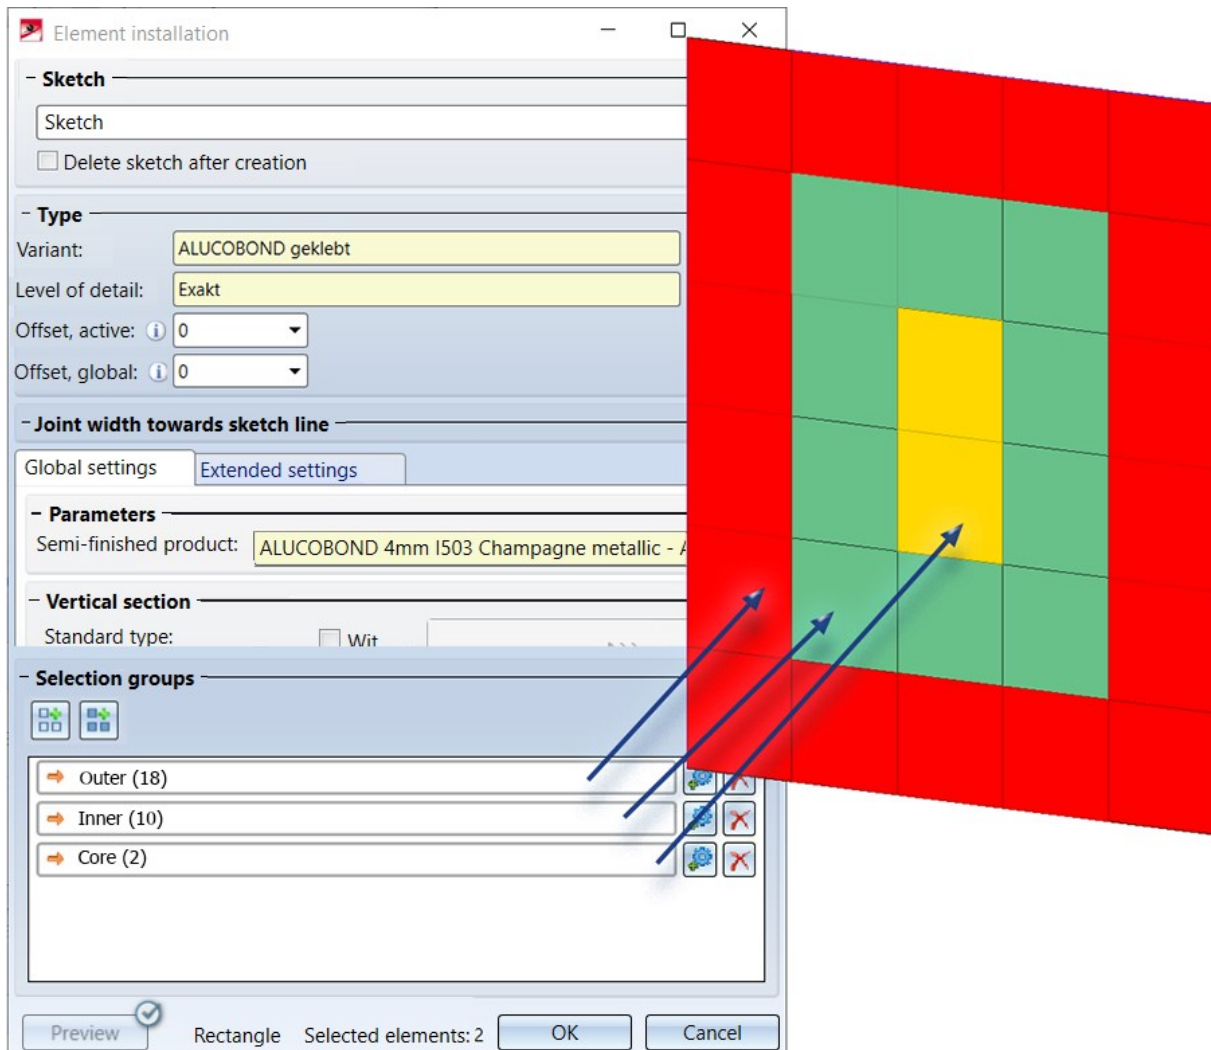 Element installation
Sketch
Sketch
Delete sketch after creation
Type
Variant: ALUCOBOND geklebt
Level of detail: Exakt
Offset, active: i 0
Offset, global: i 0
Joint width towards sketch line
Global settings Extended settings
Parameters
Semi-finished product: ALUCOBOND 4mm I503 Champagne metallic - A
Vertical section
Standard type: Wit
Selection groups
Outer (18)
Inner (10)
Core (2)
Preview Rectangle Selected elements: 2 OK Cancel